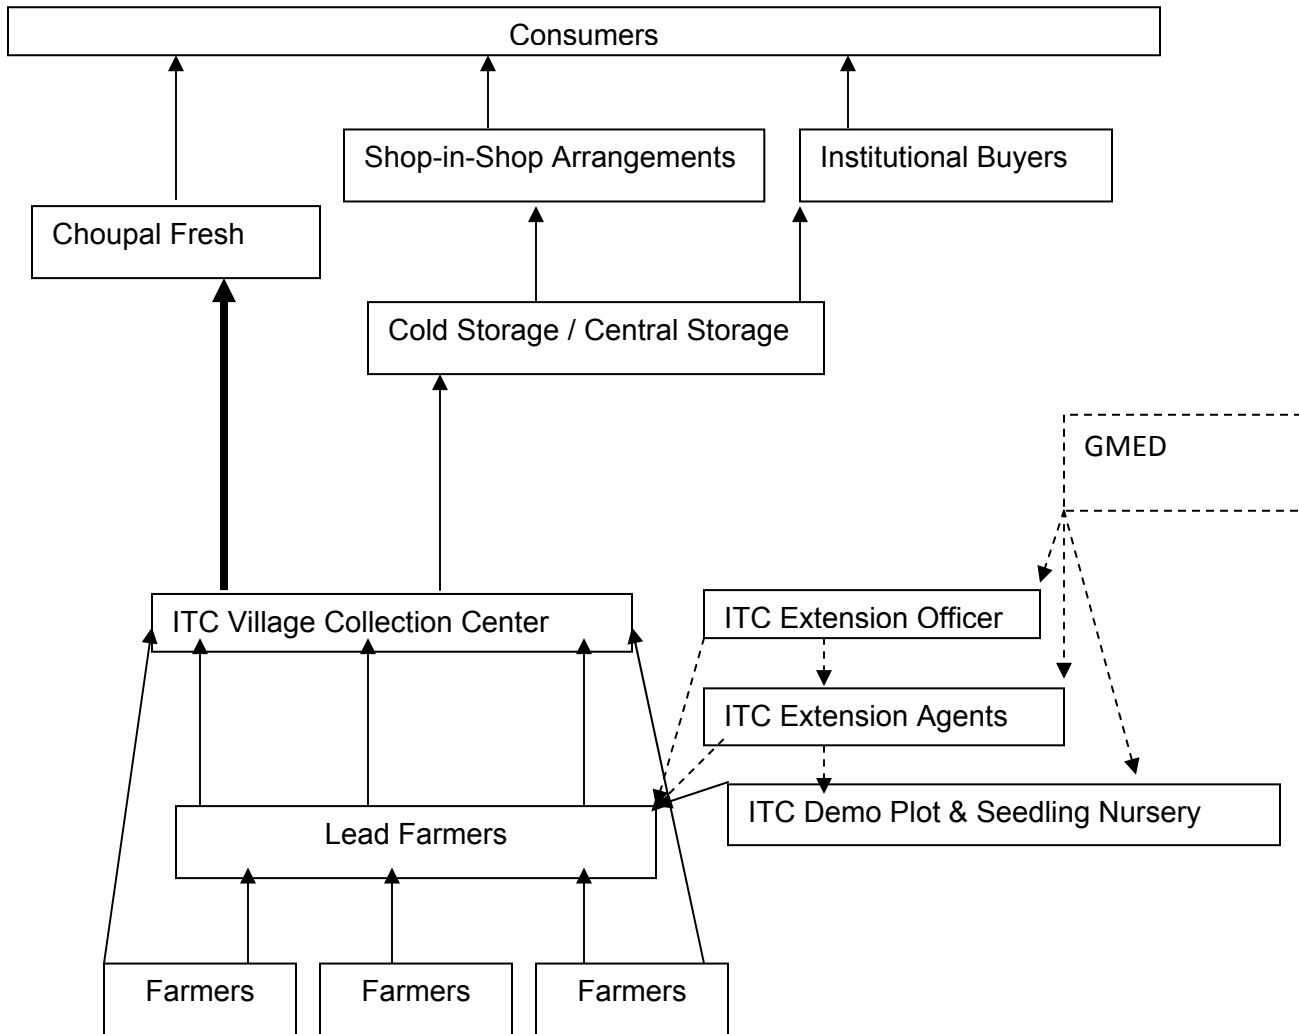 Consumers
Shop-in-Shop Arrangements
Institutional Buyers
Choupal Fresh
Cold Storage / Central Storage
GMED
ITC Village Collection Center
ITC Extension Officer
ITC Extension Agents
ITC Demo Plot & Seedling Nursery
Lead Farmers
Farmers
Farmers
Farmers